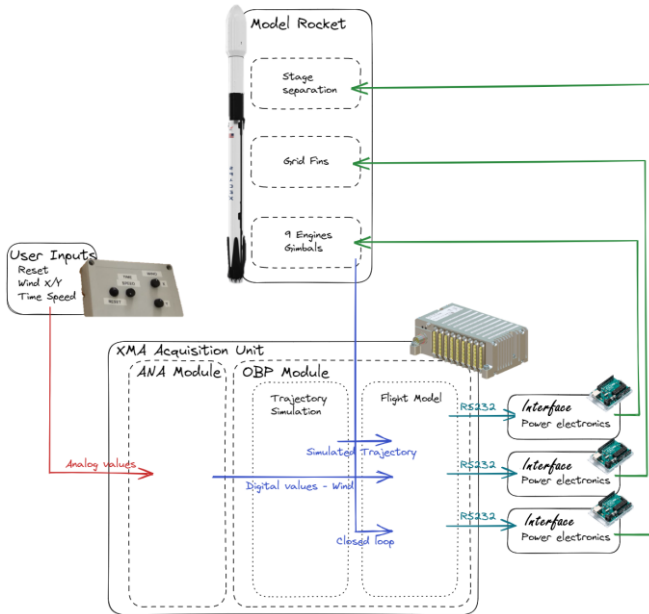 Model Rocket
Stage
separation
Grid Fins
9 Engines
Gimbals
User Inputs
Reset
Wind X/Y
Time Speed
XMA Acquisition Unit
ANA Module
OBP Module
Trajectory
Simulation
Flight Model
Analog values
Simulated Trajectory
Digital values - Wind
Closed loop
RS232
Interface
Power electronics
RS232
Interface
Power electronics
RS232
Interface
Power electronics